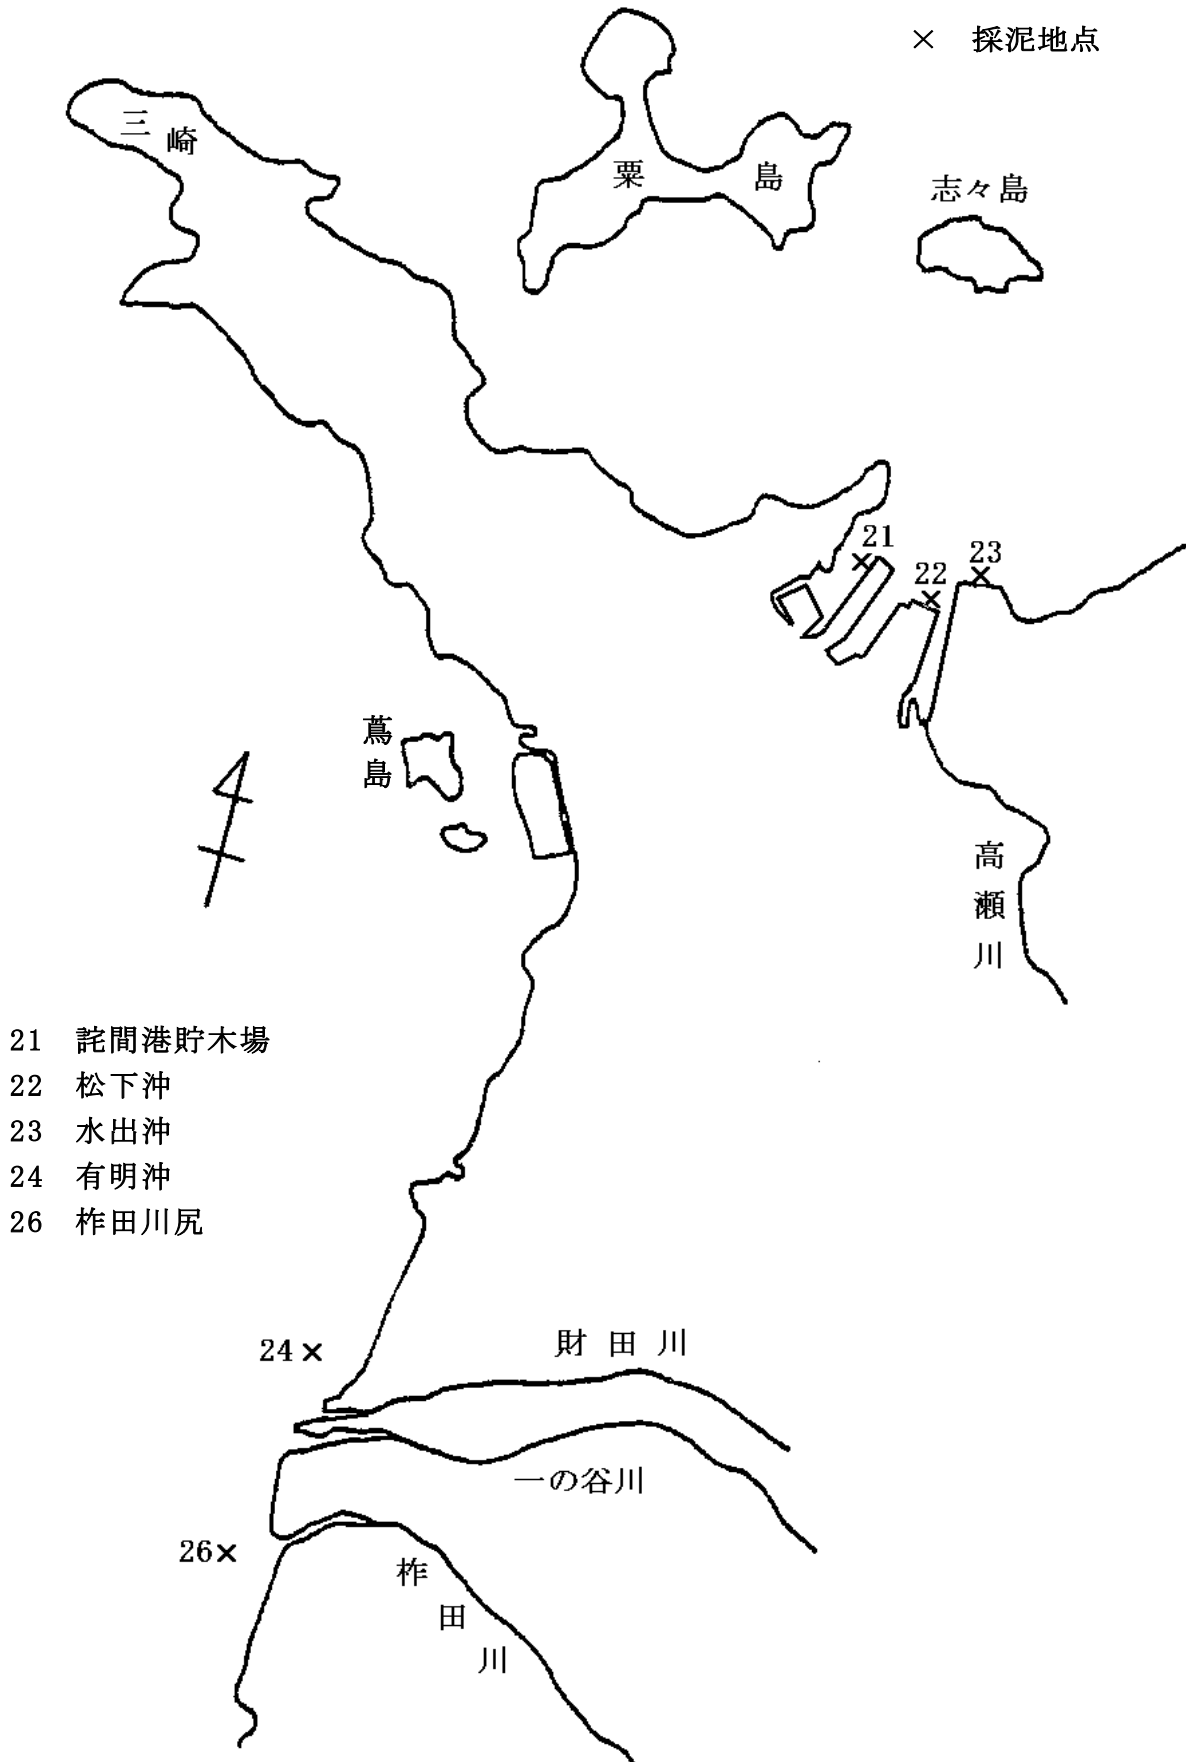 × 採泥地点
三崎
粟島
志々島
21
22
23
蔦島
高瀬川
21 詫間港貯木場
22 松下沖
23 水出沖
24 有明沖
26 柞田川尻
24×
財田川
一の谷川
26×
柞田川